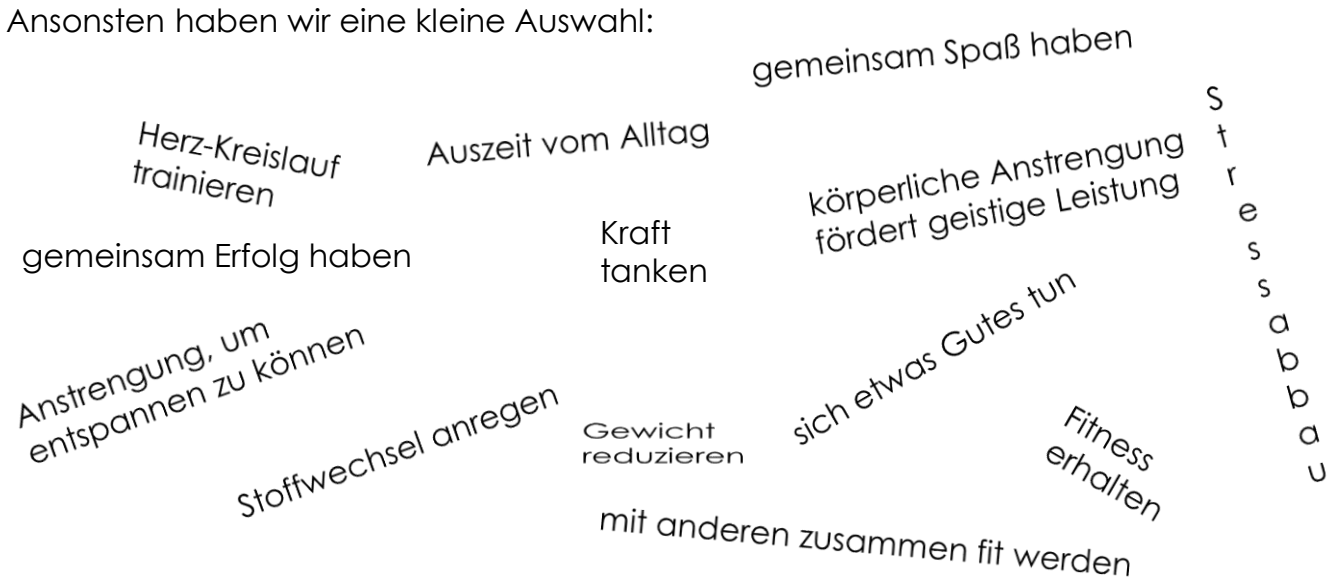 Ansonsten haben wir eine kleine Auswahl:
gemeinsam Spaß haben
Herz-Kreislauf
trainieren
Auszeit vom Alltag
körperliche Anstrengung
fördert geistige Leistung
Stressabbau
gemeinsam Erfolg haben
Kraft
tanken
Anstrengung, um
entspannen zu können
sich etwas Gutes tun
Stoffwechsel anregen
Gewicht
reduzieren
Fitness
erhalten
mit anderen zusammen fit werden